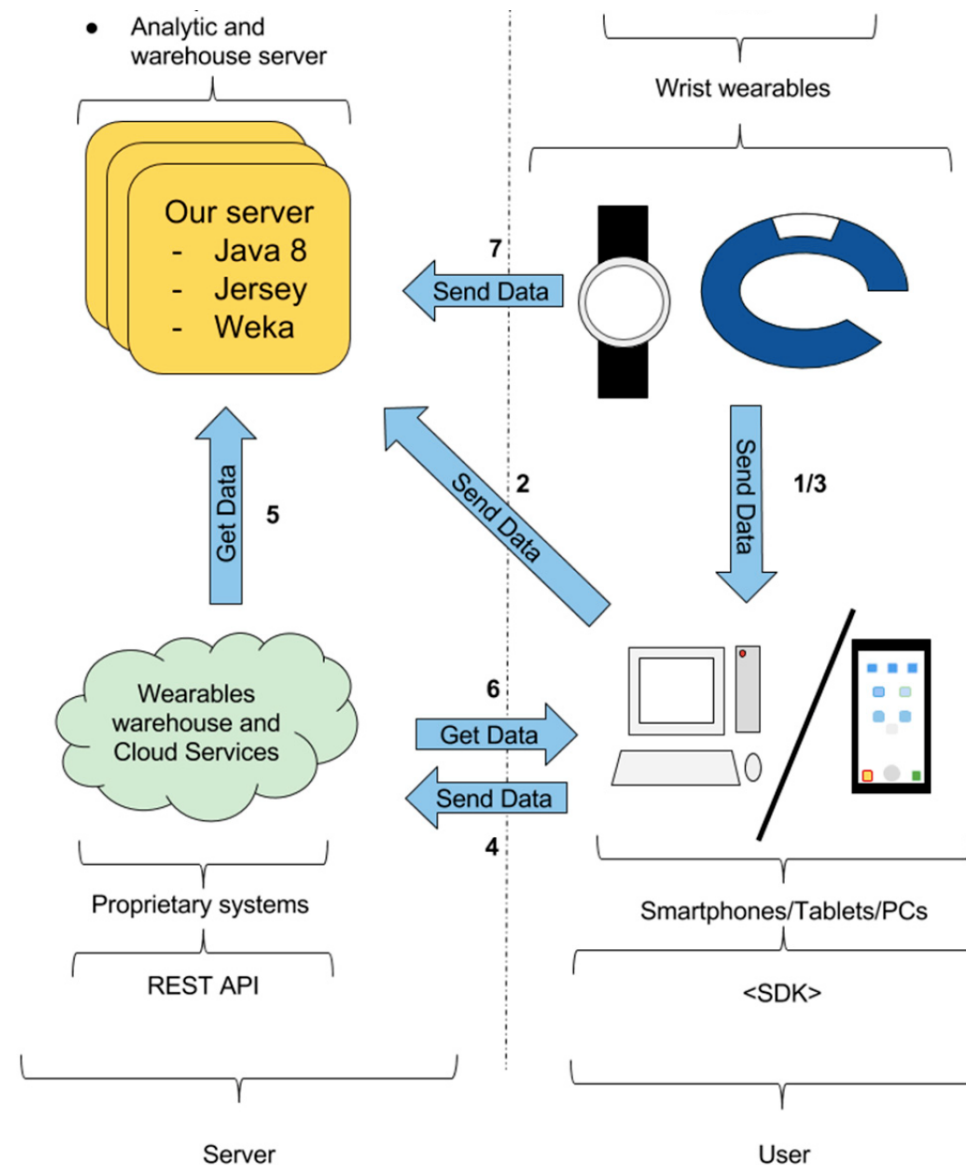 ● Analytic and
warehouse server
Wrist wearables
Our server
- Java 8
- Jersey
- Weka
7
Send Data
Send Data
1/3
2
Send Data
Get Data
5
Wearables
warehouse and
Cloud Services
6
Get Data
Send Data
4
Proprietary systems
REST API
Smartphones/Tablets/PCs
<SDK>
Server
User